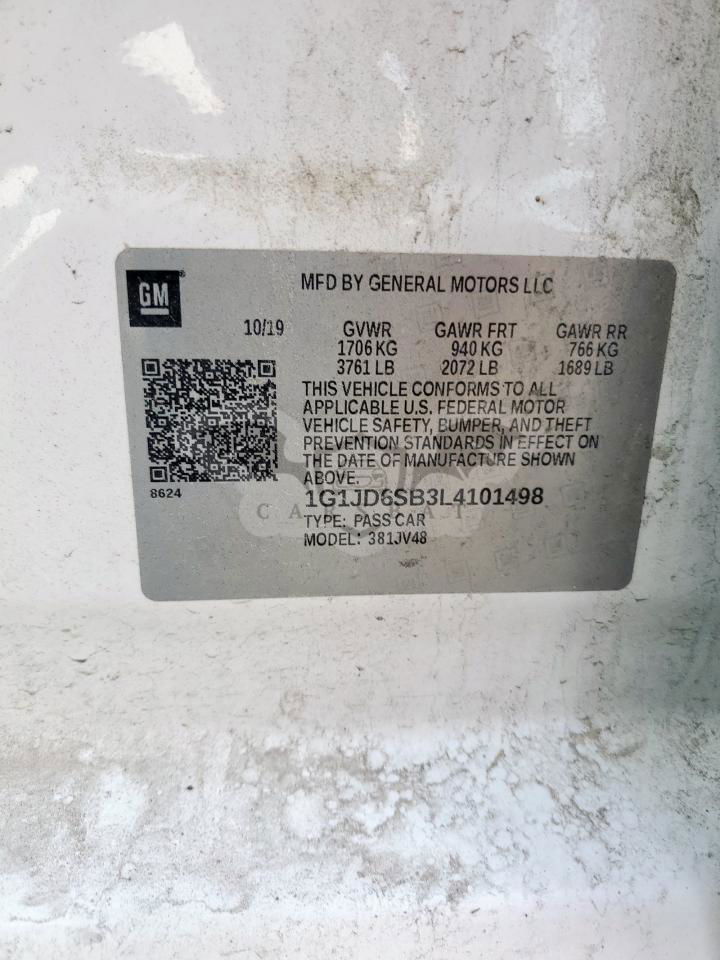 GM
MFD BY GENERAL MOTORS LLC
10/19 GVWR GAWR FRT GAWR RR
1706 KG 940 KG 766 KG
3761 LB 2072 LB 1689 LB
THIS VEHICLE CONFORMS TO ALL
APPLICABLE U.S. FEDERAL MOTOR
VEHICLE SAFETY, BUMPER, AND THEFT
PREVENTION STANDARDS IN EFFECT ON
THE DATE OF MANUFACTURE SHOWN
ABOVE.
8624
1G1JD6SB3L4101498
TYPE: PASS CAR
MODEL: 381JV48